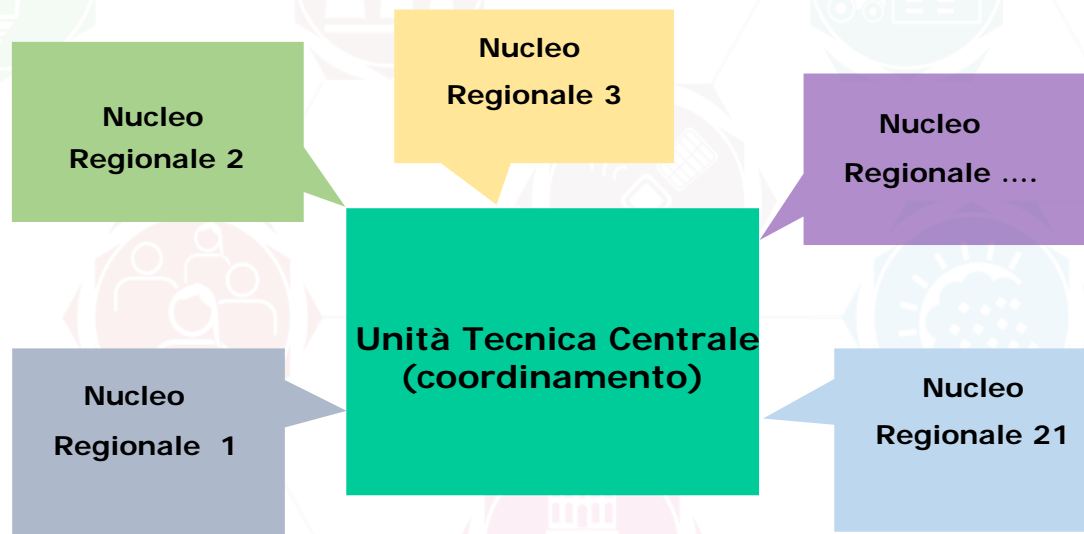 Nucleo
Regionale 3
Nucleo
Regionale 2
Nucleo
Regionale ....
Unità Tecnica Centrale
(coordinamento)
Nucleo
Regionale 1
Nucleo
Regionale 21